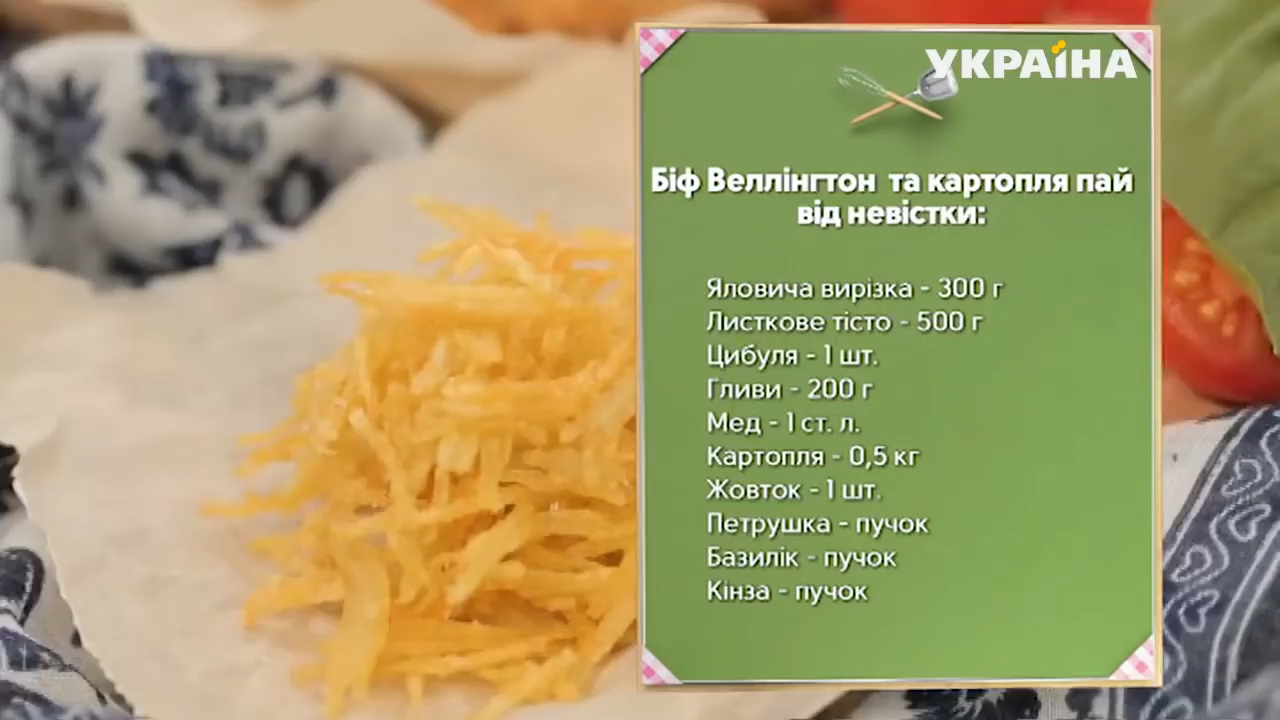 УКРАЇНА
Біф Веллінгтон та картопля пай
від невістки:
Яловича вирізка - 300 г
Листкове тісто - 500 г
Цибуля - 1 шт.
Гливи - 200 г
Мед - 1 ст. л.
Картопля - 0,5 кг
Жовток - 1 шт.
Петрушка - пучок
Базилік - пучок
Кінза - пучок